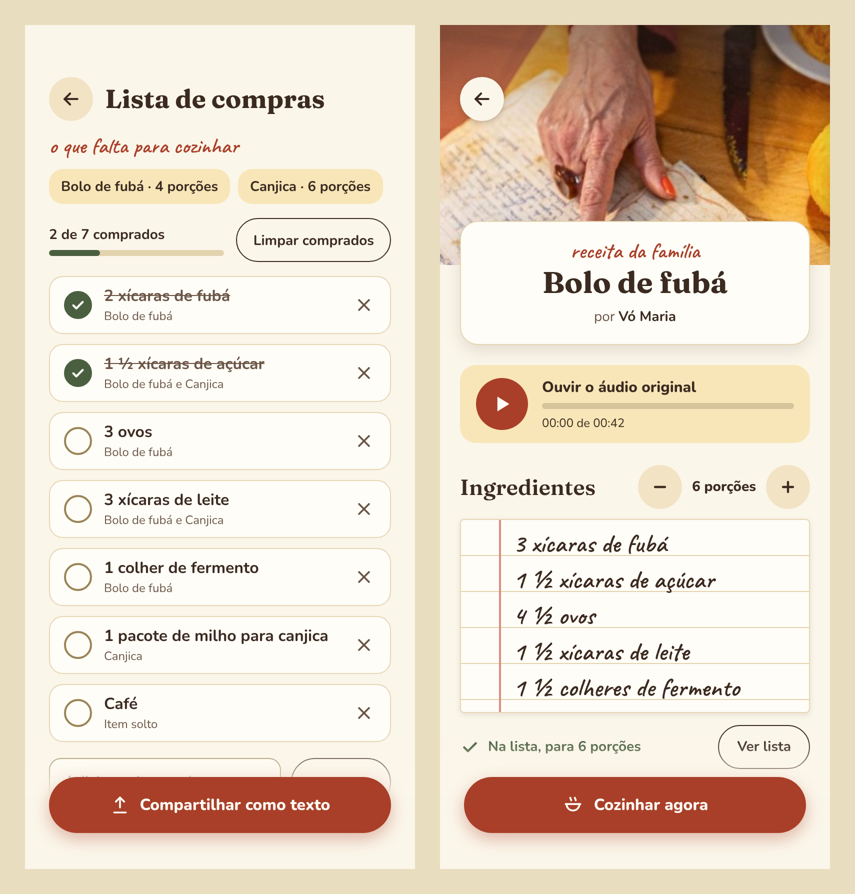 Lista de compras
o que falta para cozinhar
Bolo de fubá · 4 porções
Canjica · 6 porções
2 de 7 comprados
Limpar comprados
2 xícaras de fubá
Bolo de fubá
1 ½ xícaras de açúcar
Bolo de fubá e Canjica
3 ovos
Bolo de fubá
3 xícaras de leite
Bolo de fubá e Canjica
1 colher de fermento
Bolo de fubá
1 pacote de milho para canjica
Canjica
Café
Item solto
Compartilhar como texto
receita da família
Bolo de fubá
por Vó Maria
Ouvir o áudio original
00:00 de 00:42
Ingredientes
6 porções
3 xícaras de fubá
1 ½ xícaras de açúcar
4 ½ ovos
1 ½ xícaras de leite
1 ½ colheres de fermento
Na lista, para 6 porções
Ver lista
Cozinhar agora